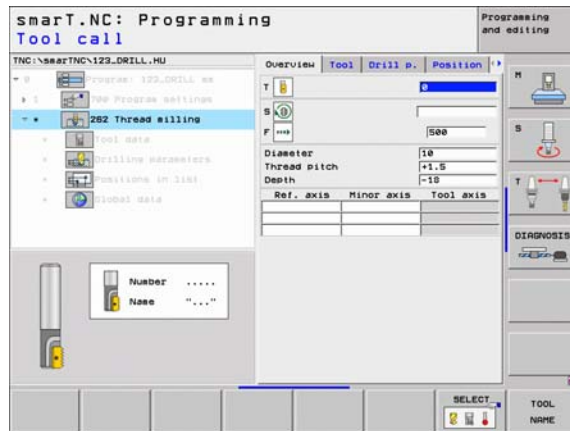 smarT.NC: Programming
Tool call
Programming
and editing
TNC:\smarTNC\123_DRILL.HU
0 Program: 123_DRILL mm
1 700 Program settings
262 Thread milling
Tool data
Drilling parameters
Positions in list
Global data
Overview Tool Drill p. Position
T 0
S
F 500
Diameter 10
Thread pitch +1.5
Depth -18
Ref. axis Minor axis Tool axis
Number .....
Name "..."
M
S
T
DIAGNOSIS
SELECT
TOOL
NAME